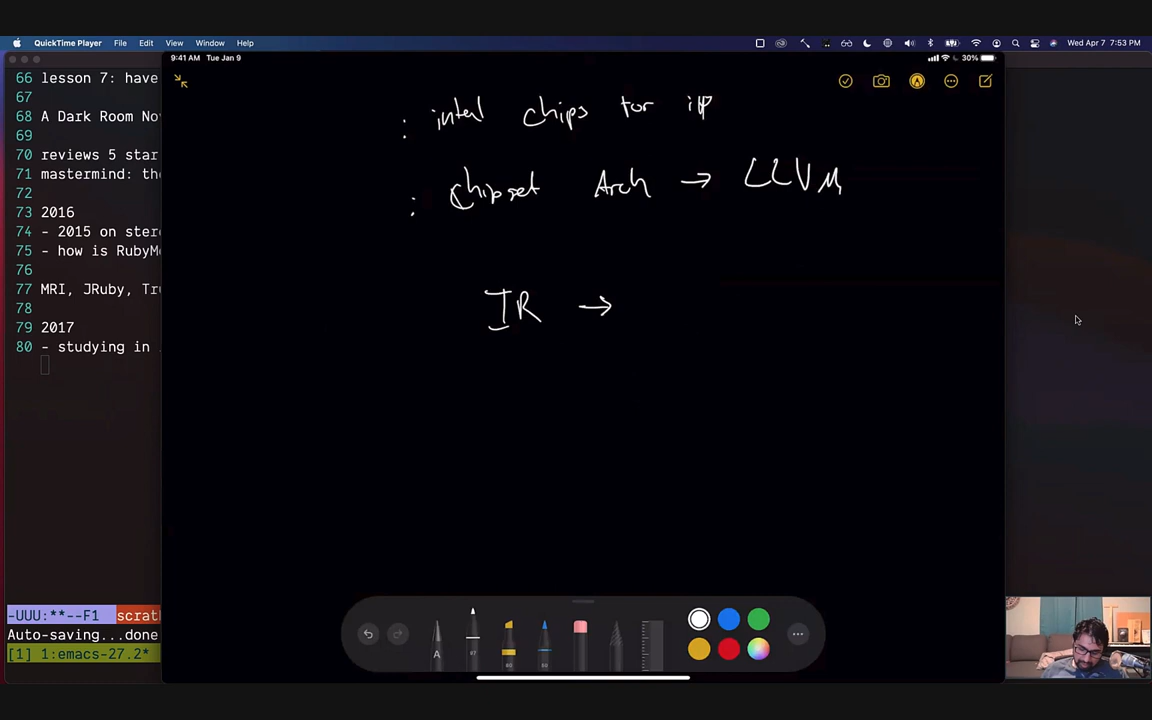 QuickTime Player File Edit View Window Help Wed Apr 7 7:53 PM
9:41 AM Tue Jan 9 30%
66 lesson 7: have
67
68 A Dark Room No
69
70 reviews 5 star
71 mastermind: the
72
73 2016
74 - 2015 on ster
75 - how is RubyM
76
77 MRI, JRuby, Tr
78
79 2017
80 - studying in
: intel chips for
: Chipset Arch → LLVM
IR →
-UUU:**--F1 scrat
Auto-saving...done
[1] 1:emacs-27.2*
A